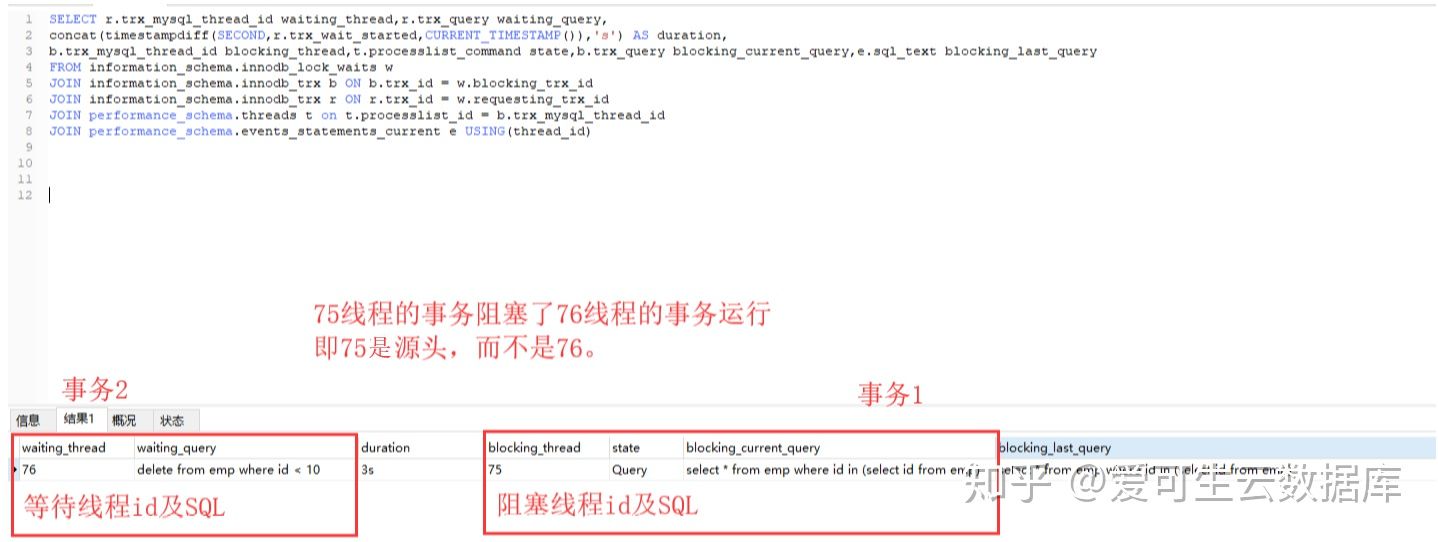 1 SELECT r.trx_mysql_thread_id waiting_thread,r.trx_query waiting_query,
2 concat(timestampdiff(SECOND,r.trx_wait_started,CURRENT_TIMESTAMP()),'s') AS duration,
3 b.trx_mysql_thread_id blocking_thread,t.processlist_command state,b.trx_query blocking_current_query,e.sql_text blocking_last_query
4 FROM information_schema.innodb_lock_waits w
5 JOIN information_schema.innodb_trx b ON b.trx_id = w.blocking_trx_id
6 JOIN information_schema.innodb_trx r ON r.trx_id = w.requesting_trx_id
7 JOIN performance_schema.threads t on t.processlist_id = b.trx_mysql_thread_id
8 JOIN performance_schema.events_statements_current e USING(thread_id)
9
10
11
12
75线程的事务阻塞了76线程的事务运行
即75是源头，而不是76。
事务2 事务1
信息 结果1 概况 状态
waiting_thread waiting_query duration blocking_thread state blocking_current_query blocking_last_query
76 delete from emp where id < 10 3s 75 Query select * from emp where id in (select id from emp) select * from emp where id in (select id from emp)
等待线程id及SQL 阻塞线程id及SQL
知乎 @爱可生云数据库